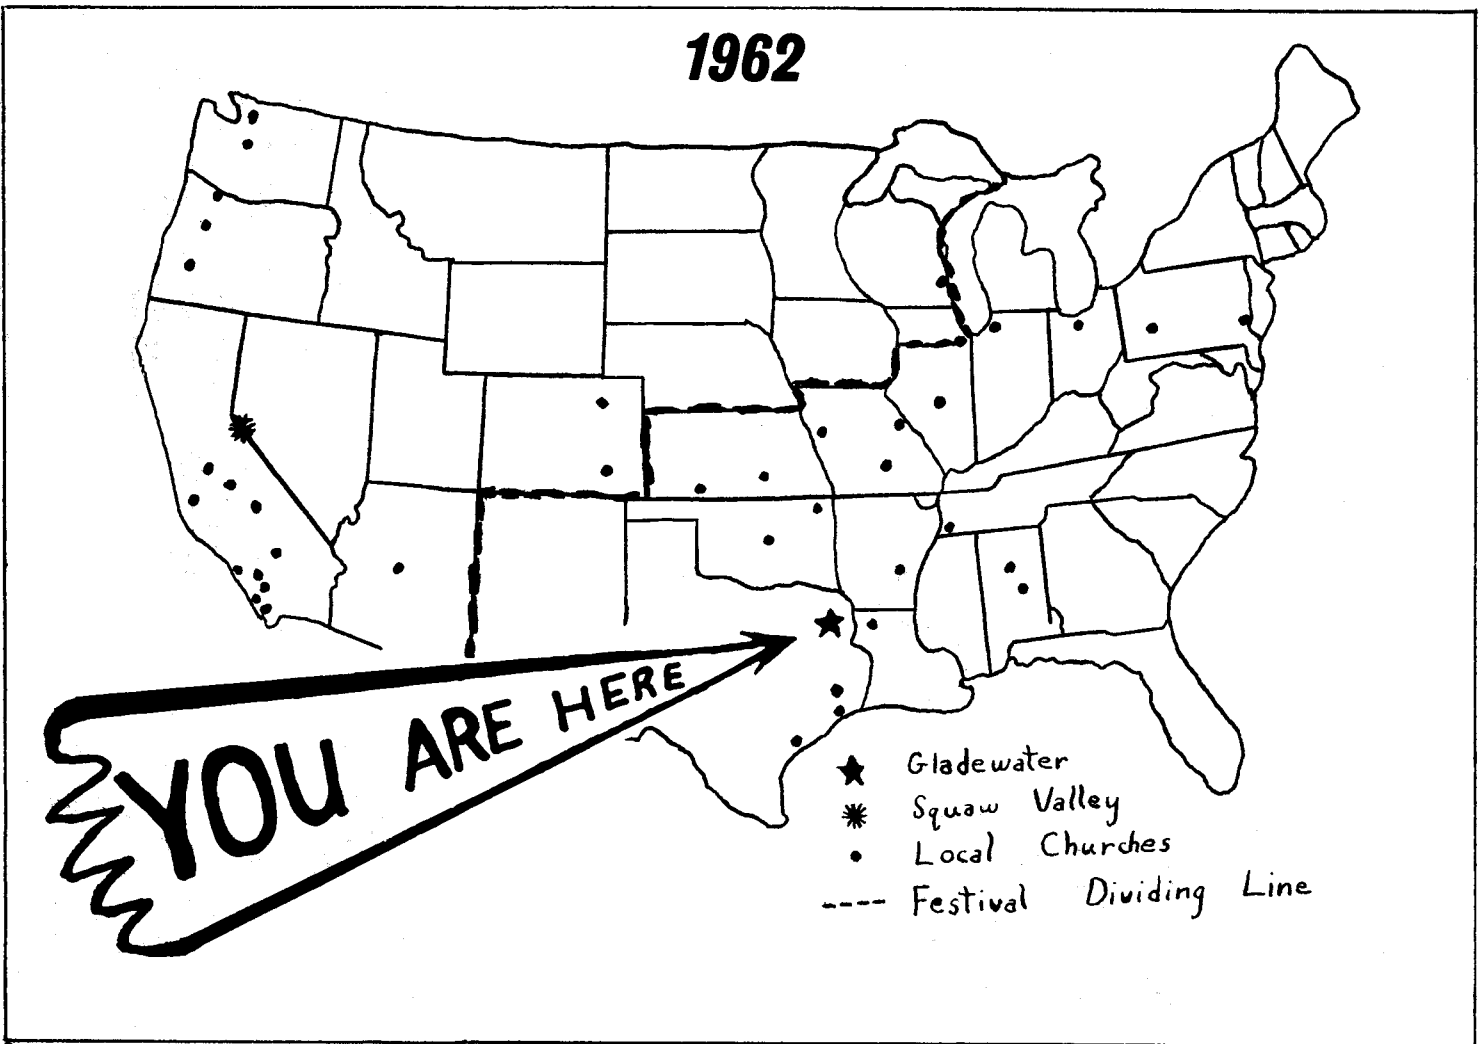 1962
YOU ARE HERE
Gladewater
Squaw Valley
Local Churches
Festival Dividing Line